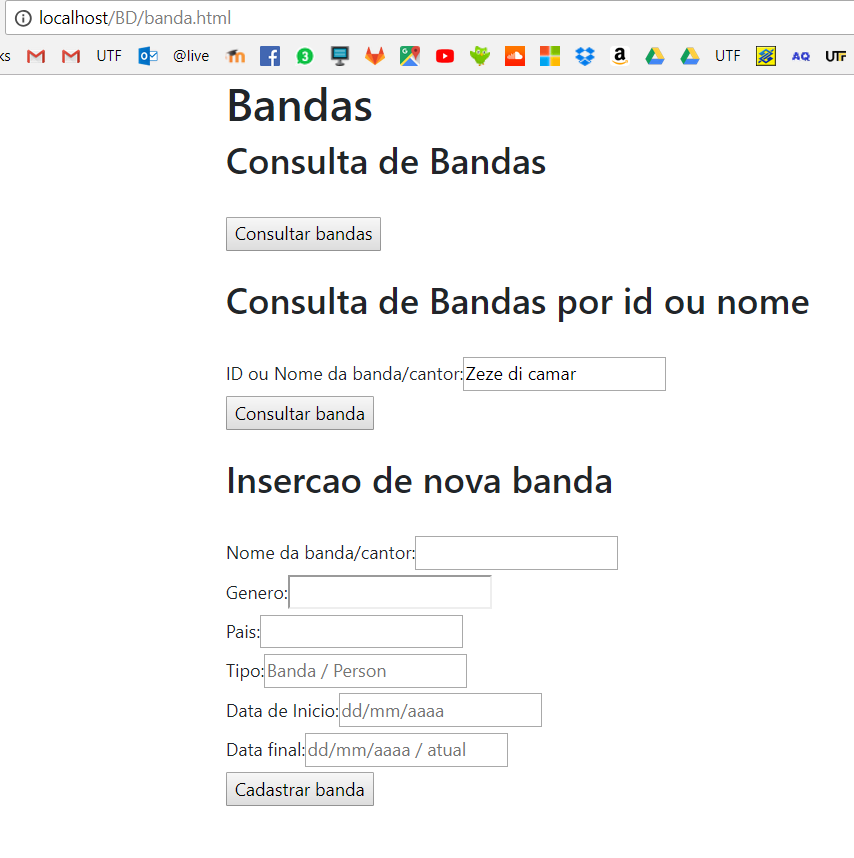 localhost/BD/banda.html
ks UTF @live 3 UTF AQ UTF
Bandas
Consulta de Bandas
Consultar bandas
Consulta de Bandas por id ou nome
ID ou Nome da banda/cantor:Zeze di camar
Consultar banda
Insercao de nova banda
Nome da banda/cantor:
Genero:
Pais:
Tipo:Banda / Person
Data de Inicio:dd/mm/aaaa
Data final:dd/mm/aaaa / atual
Cadastrar banda